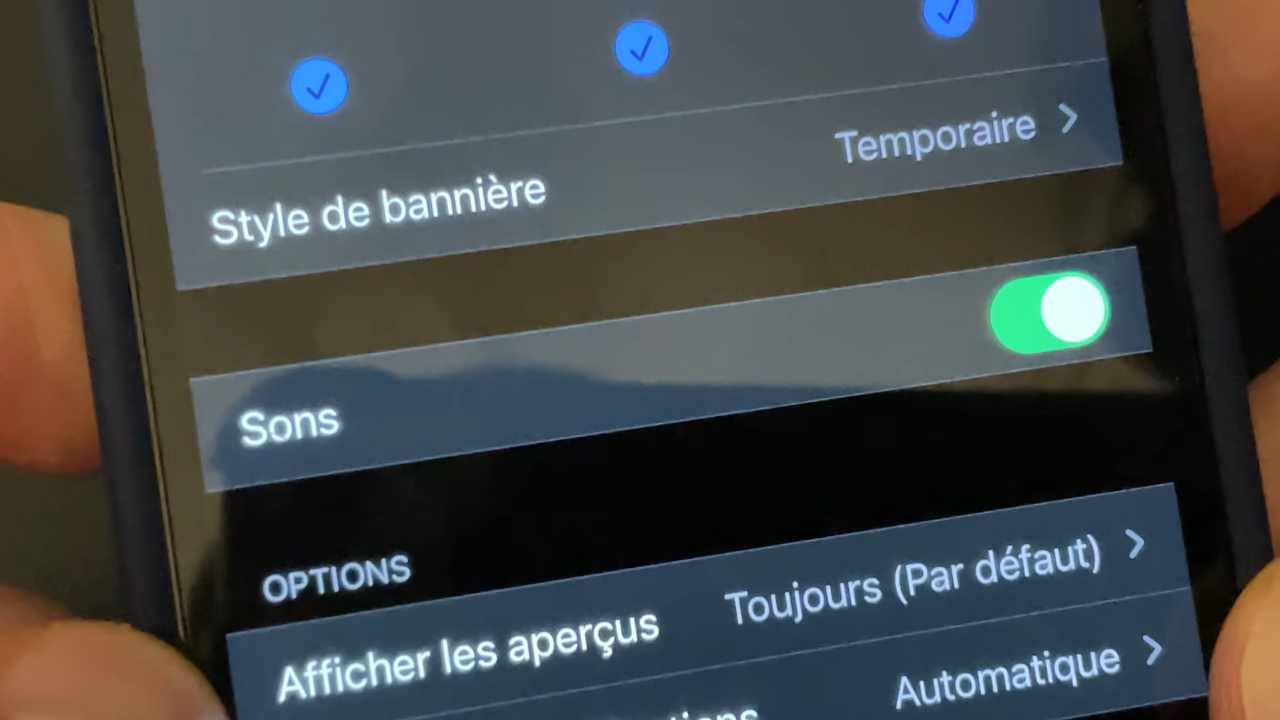 Style de bannière Temporaire
Sons
OPTIONS
Afficher les aperçus Toujours (Par défaut)
Automatique